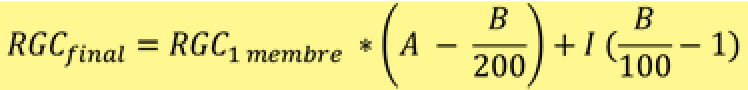 RGC_final = RGC_1 membre * (A − B/200) + I (B/100 − 1)